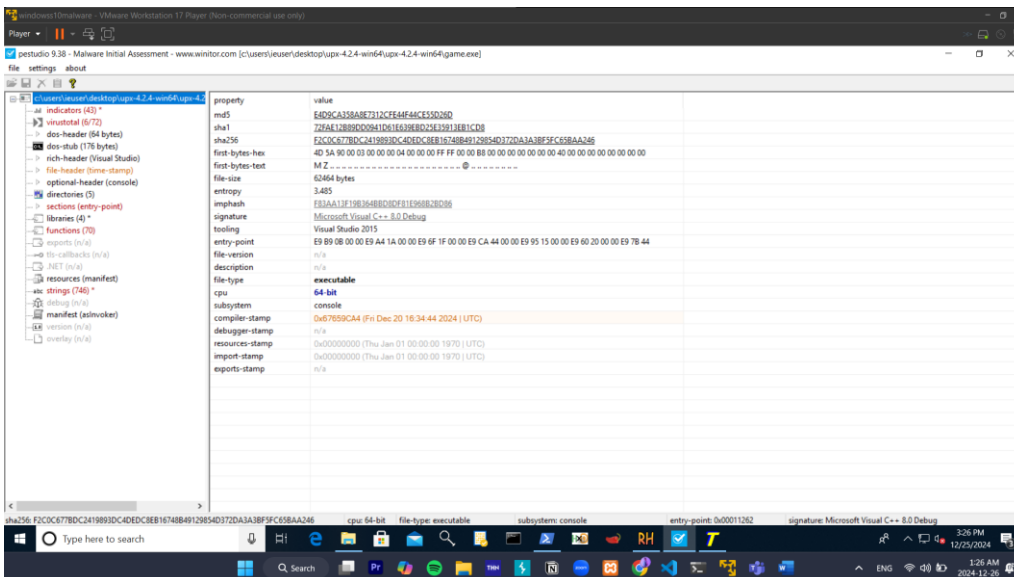 windowss10malware - VMware Workstation 17 Player (Non-commercial use only)
Player
pestudio 9.38 - Malware Initial Assessment - www.winitor.com [c:\users\ieuser\desktop\upx-4.2.4-win64\upx-4.2.4-win64\game.exe]
file settings about
c:\users\ieuser\desktop\upx-4.2.4-win64\upx-4.2
indicators (43) *
virustotal (6/72)
dos-header (64 bytes)
dos-stub (176 bytes)
rich-header (Visual Studio)
file-header (time-stamp)
optional-header (console)
directories (5)
sections (entry-point)
libraries (4) *
functions (70)
exports (n/a)
tls-callbacks (n/a)
.NET (n/a)
resources (manifest)
abc strings (746) *
debug (n/a)
manifest (asInvoker)
version (n/a)
overlay (n/a)
property value
md5 E4D9CA358A8E7312CFE44F44CE55D26D
sha1 72FAE12B89DD0941D61E639EBD25E35913EB1CD8
sha256 F2C0C677BDC2419893DC4DEDC8EB16748B49129854D372DA3A3BF5FC65BAA246
first-bytes-hex 4D 5A 90 00 03 00 00 00 04 00 00 00 FF FF 00 00 B8 00 00 00 00 00 00 00 40 00 00 00 00 00 00 00 00 00 00
first-bytes-text M Z .. .. .. .. .. .. .. .. .. .. .. .. .. .. .. .. .. .. .. .. @ .. .. .. .. .. .. .. ..
file-size 62464 bytes
entropy 3.485
imphash F83AA13F19B364BBD8DF81E968B2BD86
signature Microsoft Visual C++ 8.0 Debug
tooling Visual Studio 2015
entry-point E9 B9 0B 00 00 E9 A4 1A 00 00 E9 6F 1F 00 00 E9 CA 44 00 00 E9 95 15 00 00 E9 60 20 00 00 E9 7B 44
file-version n/a
description n/a
file-type executable
cpu 64-bit
subsystem console
compiler-stamp 0x67659CA4 (Fri Dec 20 16:34:44 2024 | UTC)
debugger-stamp n/a
resources-stamp 0x00000000 (Thu Jan 01 00:00:00 1970 | UTC)
import-stamp 0x00000000 (Thu Jan 01 00:00:00 1970 | UTC)
exports-stamp n/a
sha256: F2C0C677BDC2419893DC4DEDC8EB16748B49129854D372DA3A3BF5FC65BAA246 cpu: 64-bit file-type: executable subsystem: console entry-point: 0x00011262 signature: Microsoft Visual C++ 8.0 Debug
Type here to search
RH
T
3:26 PM
12/25/2024
Search
Pr
THM
ENG
1:26 AM
2024-12-26